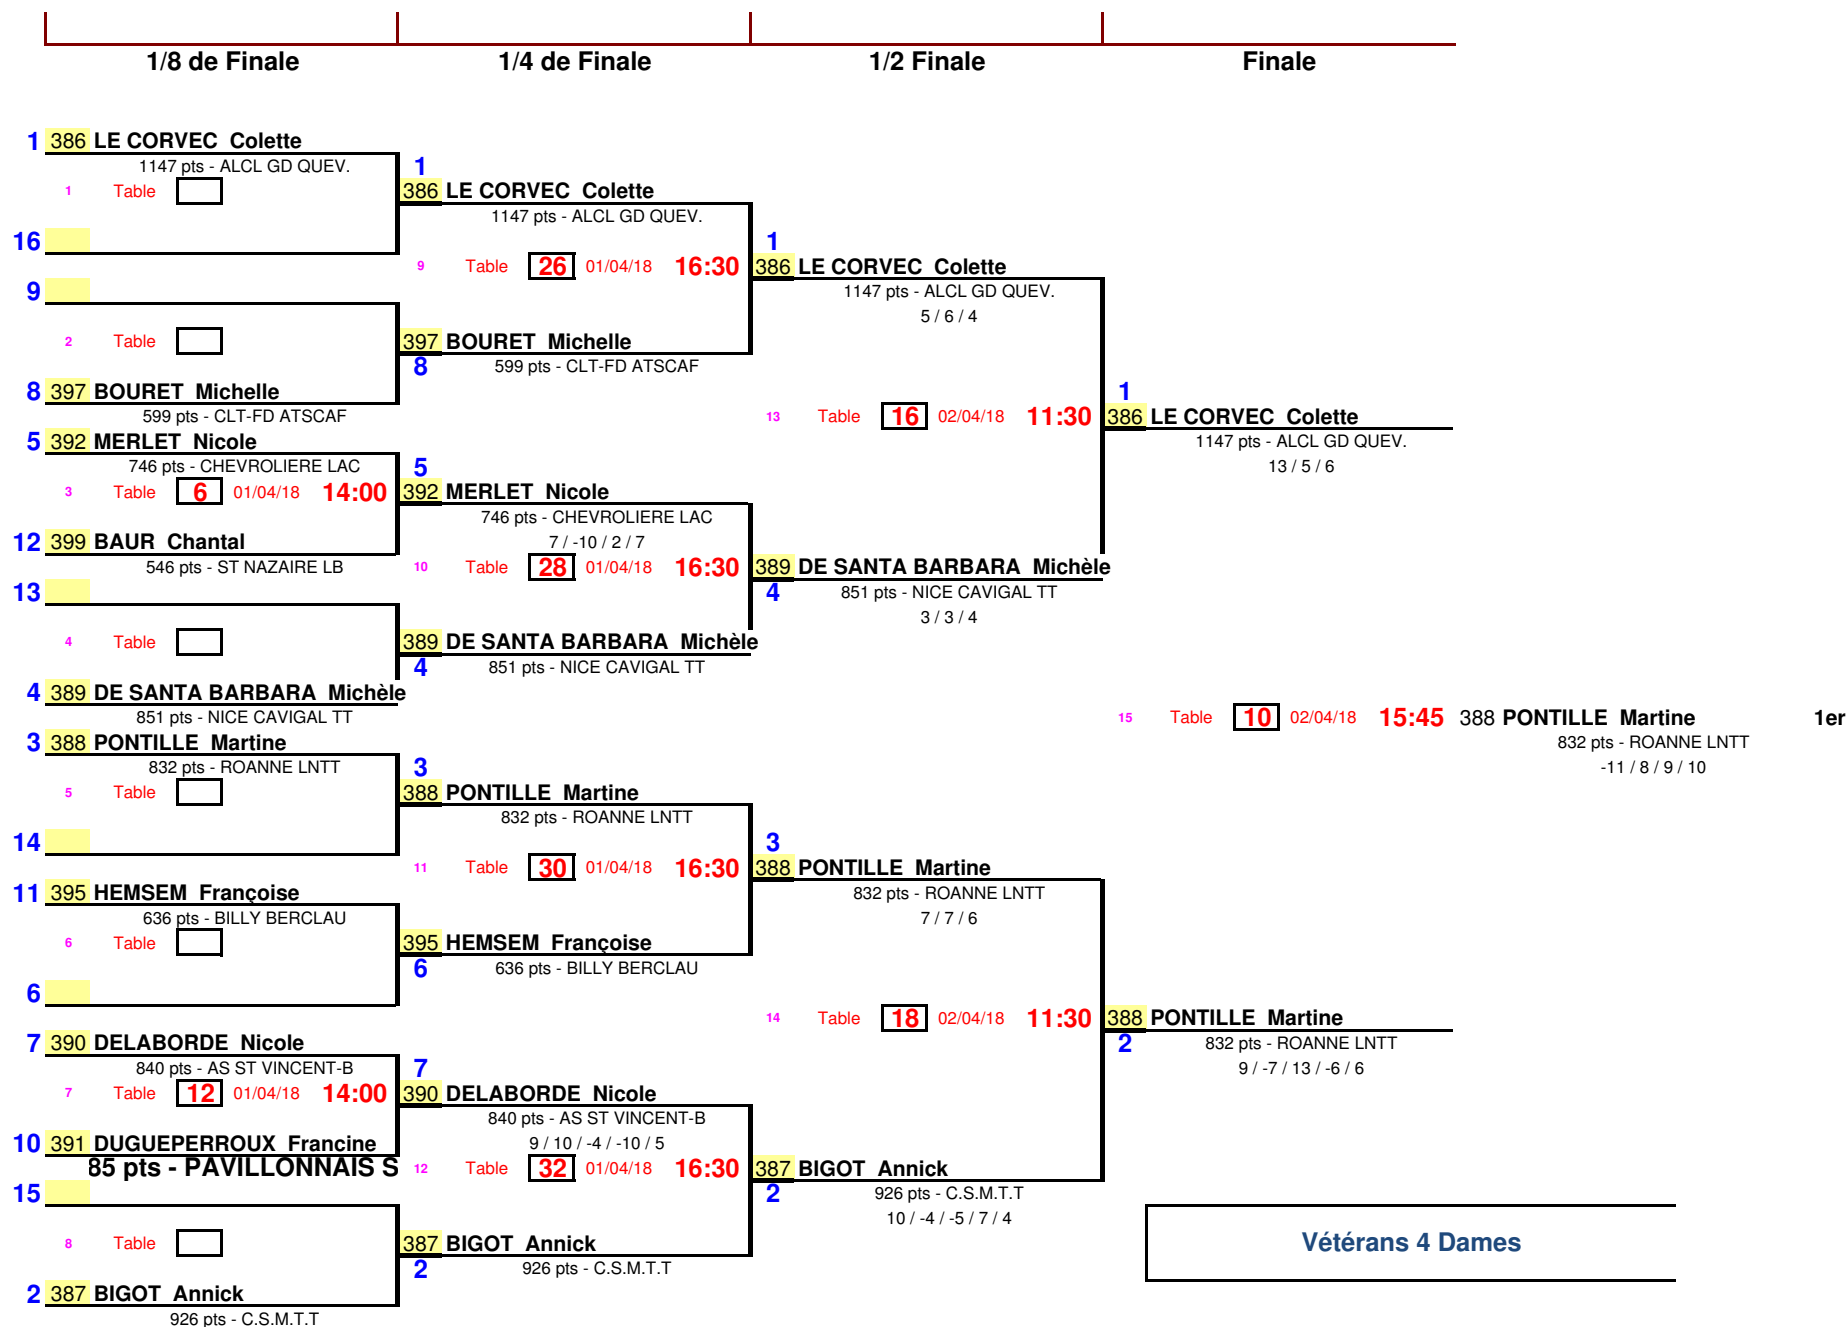 1/8 de Finale 1/4 de Finale 1/2 Finale Finale
1 386 LE CORVEC Colette
1147 pts - ALCL GD QUEV.
1 Table
16
9
2 Table
8 397 BOURET Michelle
599 pts - CLT-FD ATSCAF
5 392 MERLET Nicole
746 pts - CHEVROLIERE LAC
3 Table 6 01/04/18 14:00
12 399 BAUR Chantal
546 pts - ST NAZAIRE LB
13
4 Table
4 389 DE SANTA BARBARA Michèle
851 pts - NICE CAVIGAL TT
3 388 PONTILLE Martine
832 pts - ROANNE LNTT
5 Table
14
11 395 HEMSEM Françoise
636 pts - BILLY BERCLAU
6 Table
6
7 390 DELABORDE Nicole
840 pts - AS ST VINCENT-B
7 Table 12 01/04/18 14:00
10 391 DUGUEPERROUX Francine
85 pts - PAVILLONNAIS S
15
8 Table
2 387 BIGOT Annick
926 pts - C.S.M.T.T
1
386 LE CORVEC Colette
1147 pts - ALCL GD QUEV.
9 Table 26 01/04/18 16:30
397 BOURET Michelle
8 599 pts - CLT-FD ATSCAF
5
392 MERLET Nicole
746 pts - CHEVROLIERE LAC
7 / -10 / 2 / 7
10 Table 28 01/04/18 16:30
389 DE SANTA BARBARA Michèle
4 851 pts - NICE CAVIGAL TT
3
388 PONTILLE Martine
832 pts - ROANNE LNTT
11 Table 30 01/04/18 16:30
395 HEMSEM Françoise
6 636 pts - BILLY BERCLAU
7
390 DELABORDE Nicole
840 pts - AS ST VINCENT-B
9 / 10 / -4 / -10 / 5
12 Table 32 01/04/18 16:30
387 BIGOT Annick
2 926 pts - C.S.M.T.T
1
386 LE CORVEC Colette
1147 pts - ALCL GD QUEV.
5 / 6 / 4
13 Table 16 02/04/18 11:30
389 DE SANTA BARBARA Michèle
4 851 pts - NICE CAVIGAL TT
3 / 3 / 4
3
388 PONTILLE Martine
832 pts - ROANNE LNTT
7 / 7 / 6
14 Table 18 02/04/18 11:30
387 BIGOT Annick
2 926 pts - C.S.M.T.T
10 / -4 / -5 / 7 / 4
1
386 LE CORVEC Colette
1147 pts - ALCL GD QUEV.
13 / 5 / 6
15 Table 10 02/04/18 15:45 388 PONTILLE Martine 1er
832 pts - ROANNE LNTT
-11 / 8 / 9 / 10
388 PONTILLE Martine
2 832 pts - ROANNE LNTT
9 / -7 / 13 / -6 / 6
Vétérans 4 Dames